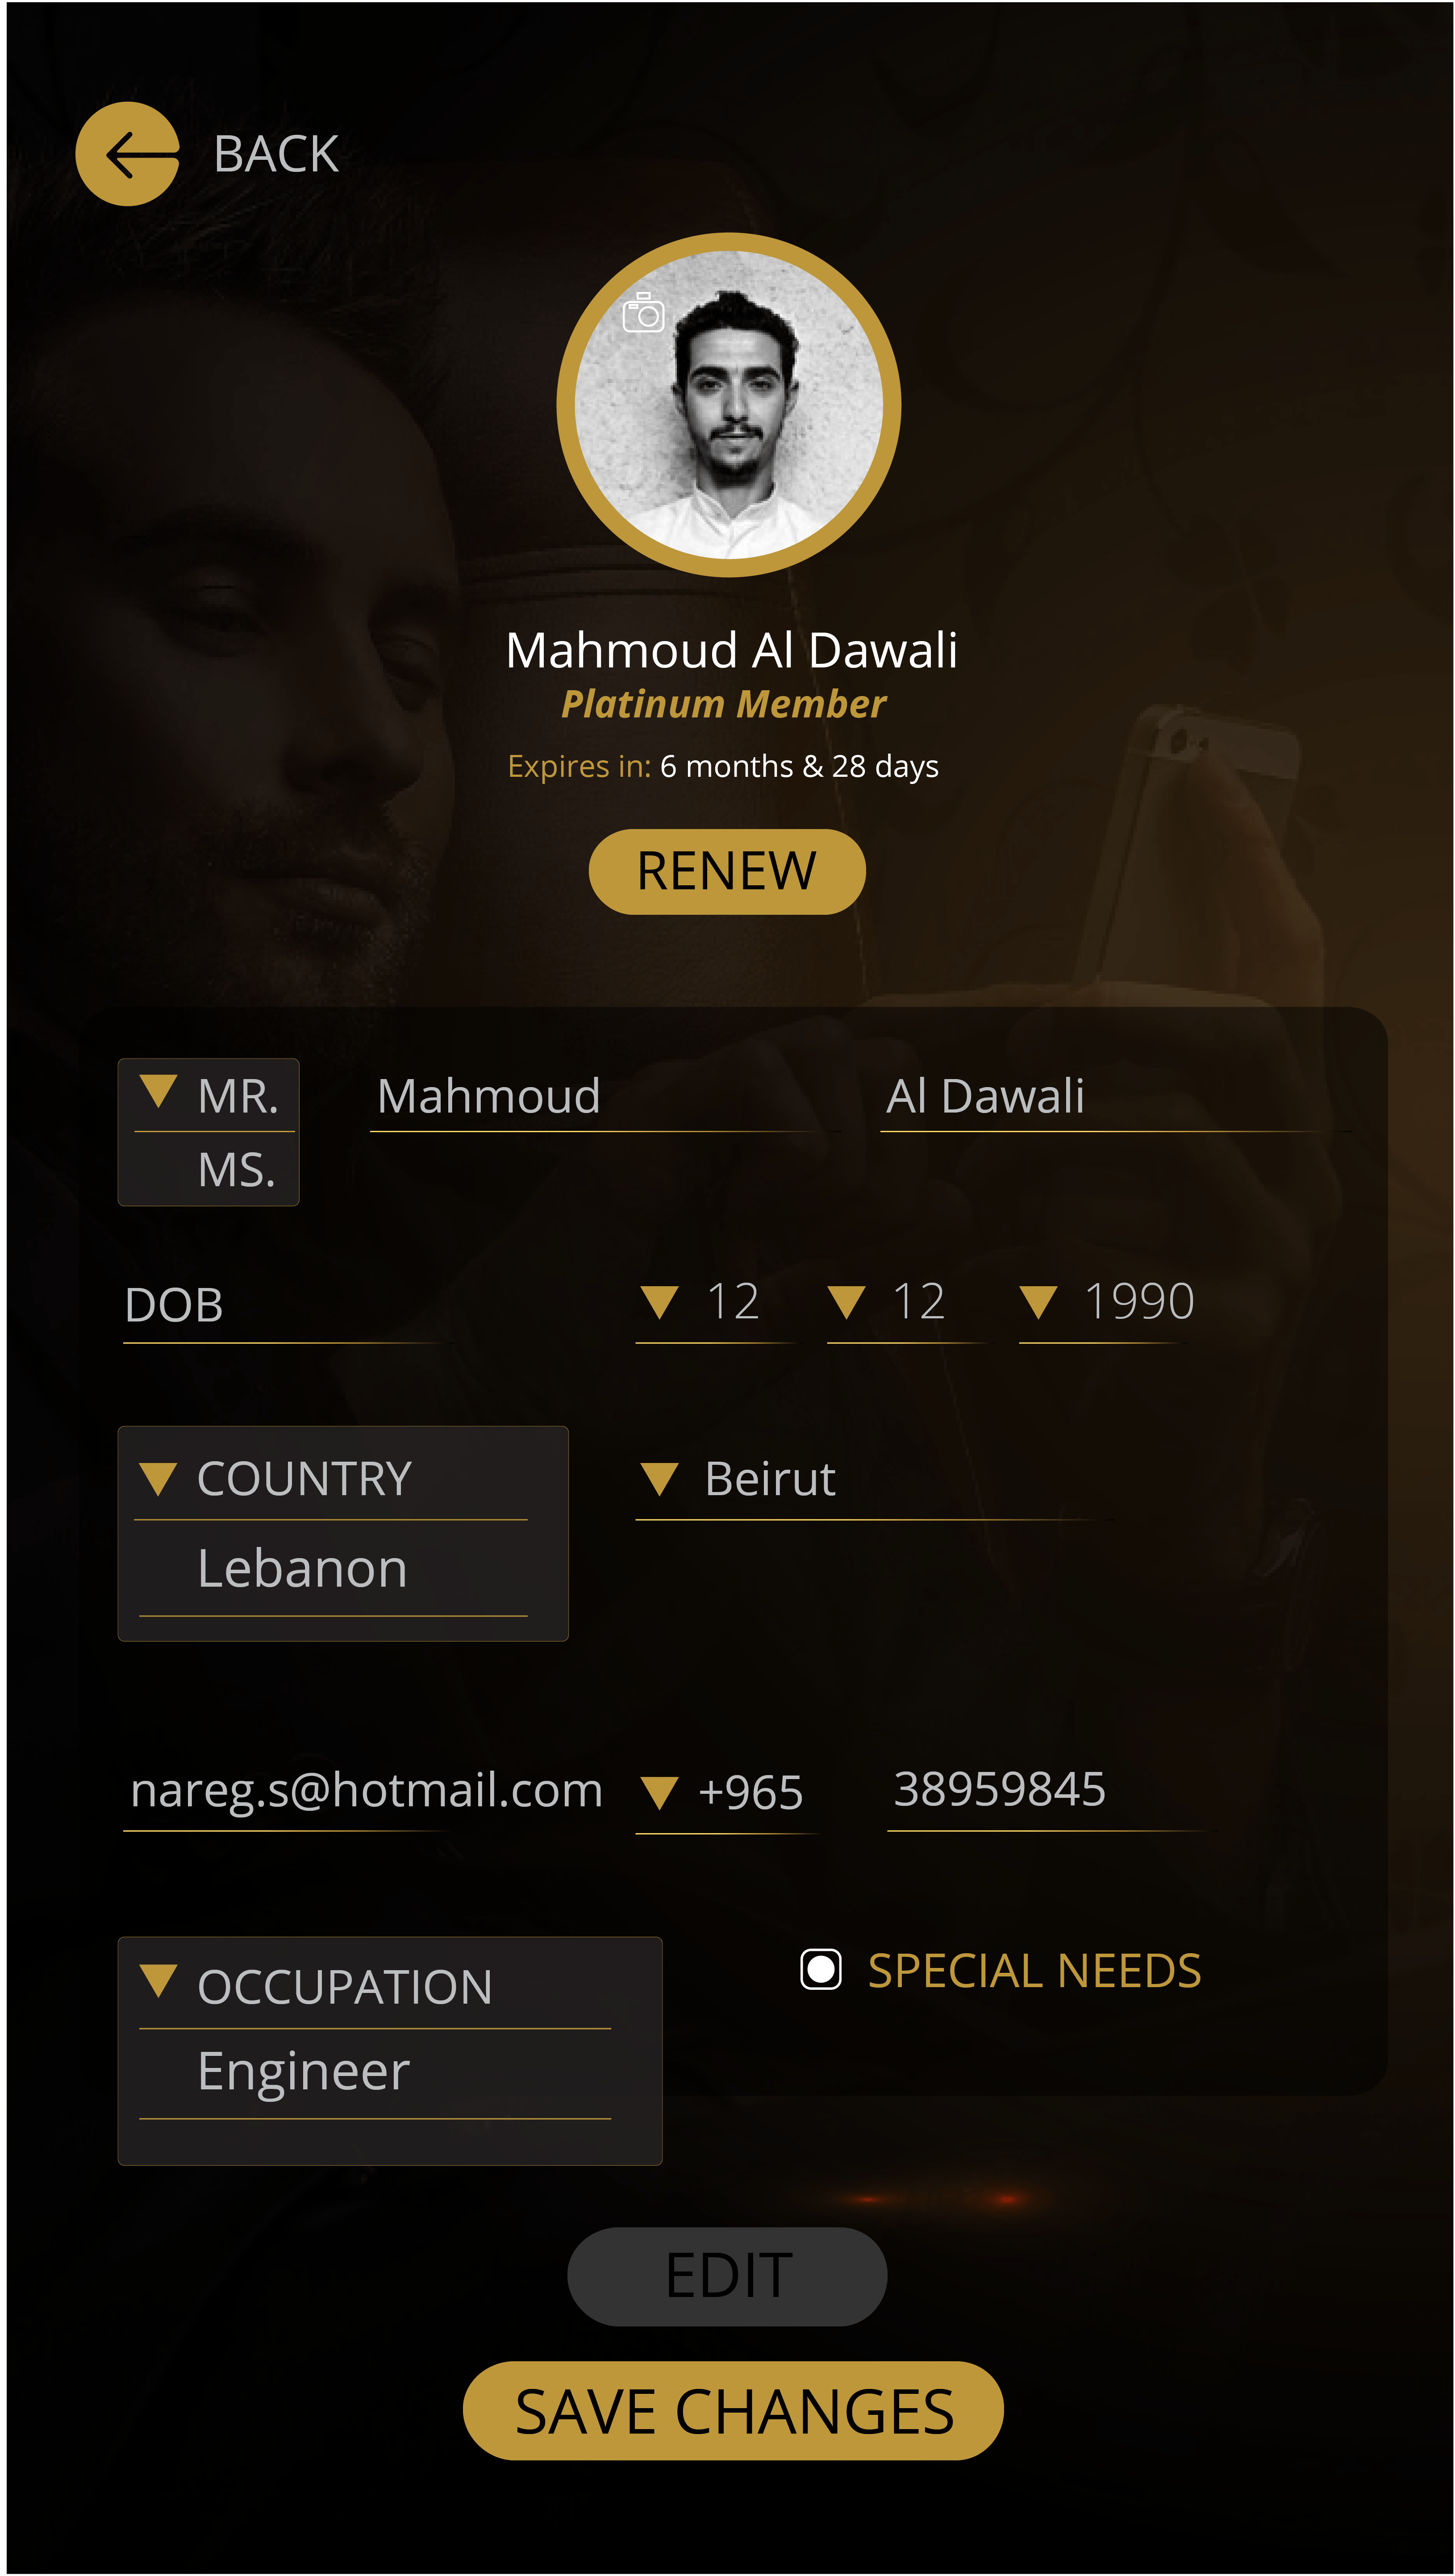 BACK
Mahmoud Al Dawali
Platinum Member
Expires in: 6 months & 28 days
RENEW
MR. Mahmoud Al Dawali
MS.
DOB 12 12 1990
COUNTRY Beirut
Lebanon
nareg.s@hotmail.com +965 38959845
OCCUPATION SPECIAL NEEDS
Engineer
EDIT
SAVE CHANGES